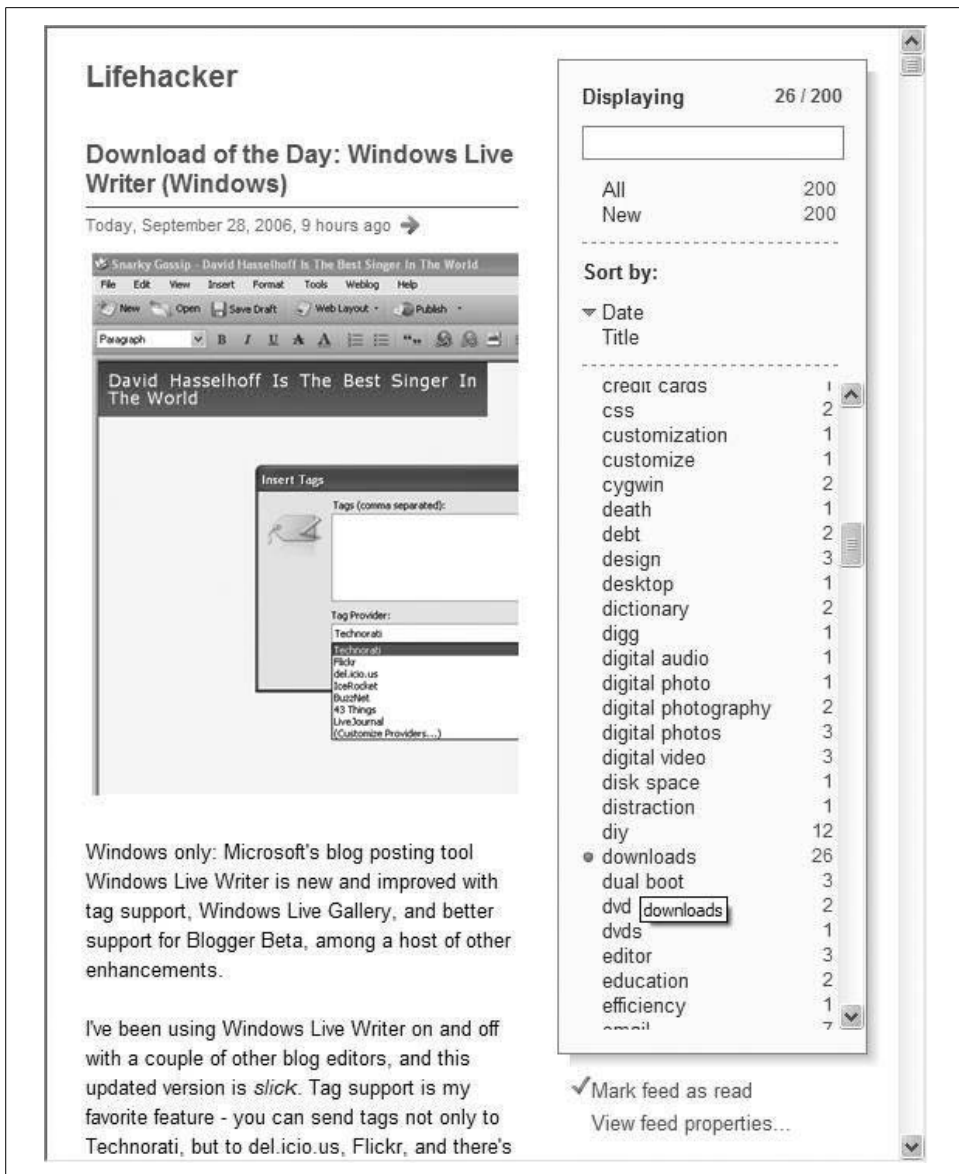 Lifehacker
Download of the Day: Windows Live
Writer (Windows)
Today, September 28, 2006, 9 hours ago
Snarky Gossip - David Hasselhoff Is The Best Singer In The World
File Edit View Insert Format Tools Weblog Help
New Open Save Draft Web Layout Publish
Paragraph B I U A A
David Hasselhoff Is The Best Singer In
The World
Insert Tags
Tags (comma separated):
Tag Provider:
Technorati
Technorati
Flickr
del.icio.us
IceRocket
BuzzNet
43 Things
LiveJournal
(Customize Providers...)
Windows only: Microsoft's blog posting tool
Windows Live Writer is new and improved with
tag support, Windows Live Gallery, and better
support for Blogger Beta, among a host of other
enhancements.
I've been using Windows Live Writer on and off
with a couple of other blog editors, and this
updated version is slick. Tag support is my
favorite feature - you can send tags not only to
Technorati, but to del.icio.us, Flickr, and there's
Displaying 26 / 200
All 200
New 200
Sort by:
Date
Title
credit cards 1
css 2
customization 1
customize 1
cygwin 2
death 1
debt 2
design 3
desktop 1
dictionary 2
digg 1
digital audio 1
digital photo 1
digital photography 2
digital photos 3
digital video 3
disk space 1
distraction 1
diy 12
downloads 26
dual boot 3
dvd 2
downloads
dvds 1
editor 3
education 2
efficiency 1
email 7
Mark feed as read
View feed properties...